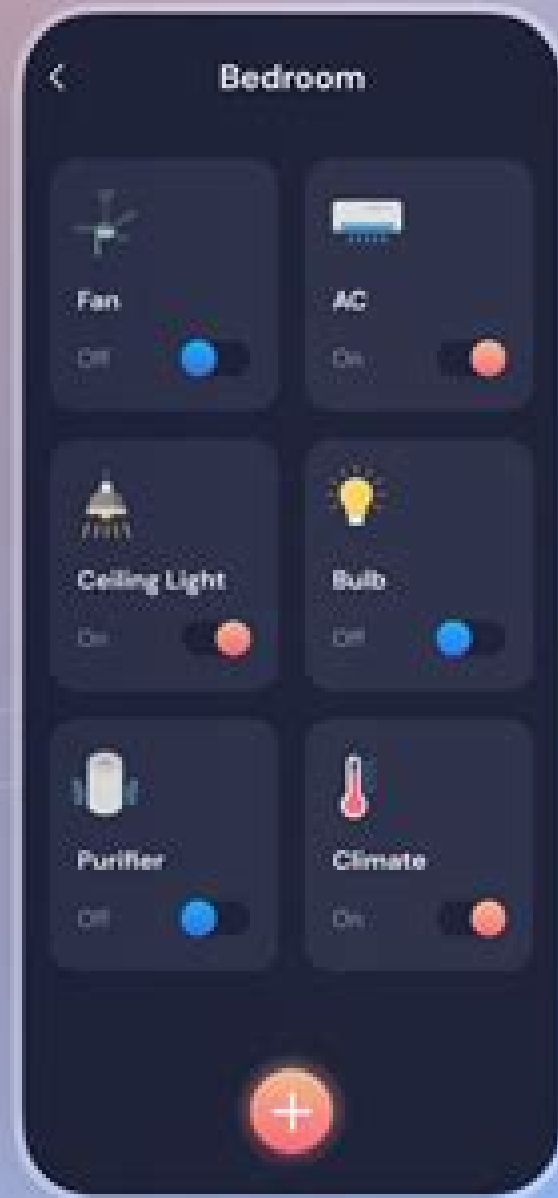 Bedroom
Fan
AC
Off
On
Ceiling Light
Bulb
On
Off
Purifier
Climate
Off
On